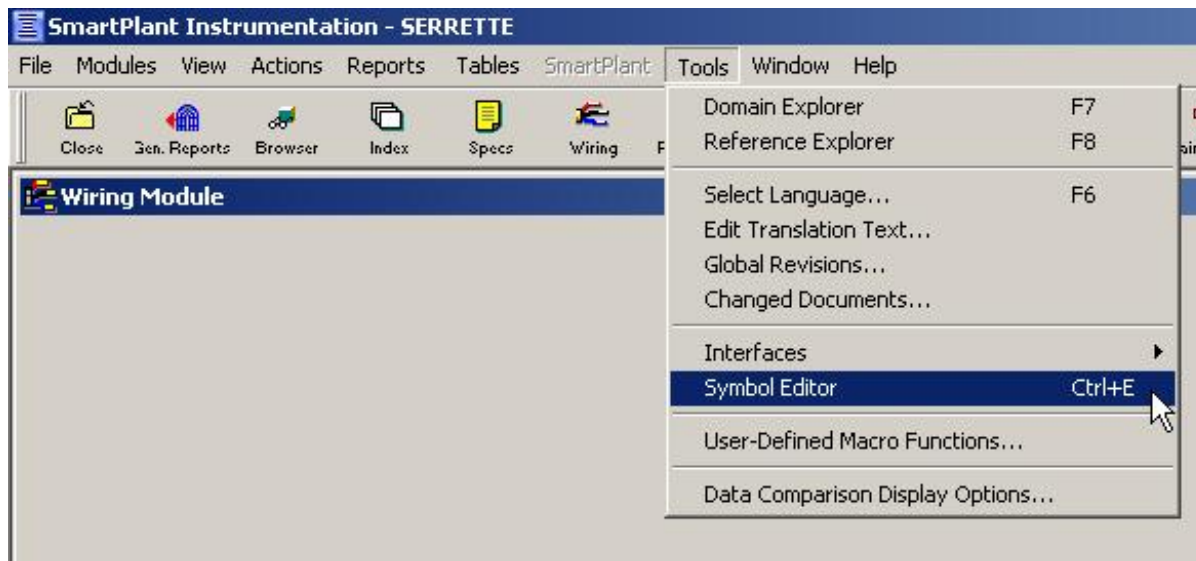 SmartPlant Instrumentation - SERRETTE
File Modules View Actions Reports Tables SmartPlant Tools Window Help
Close Gen. Reports Browser Index Specs Wiring
Domain Explorer F7
Reference Explorer F8
Wiring Module
Select Language... F6
Edit Translation Text...
Global Revisions...
Changed Documents...
Interfaces
Symbol Editor Ctrl+E
User-Defined Macro Functions...
Data Comparison Display Options...